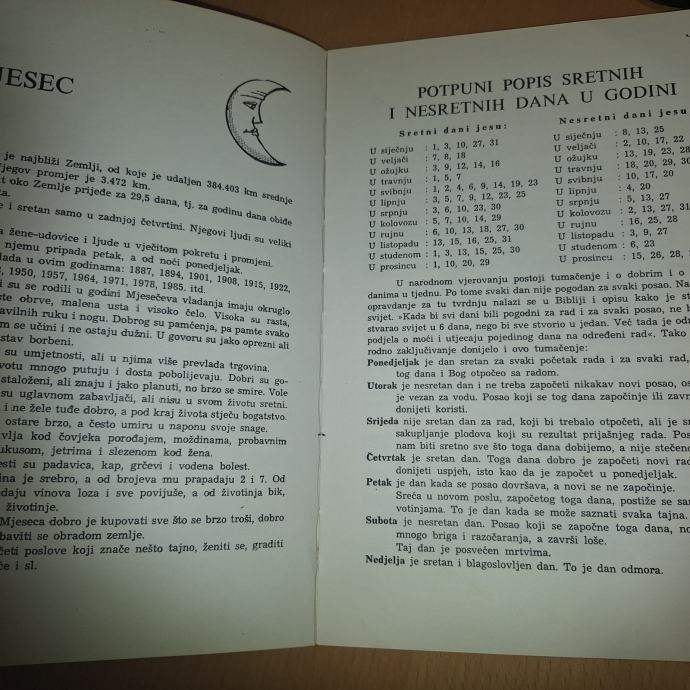 JESEC
je najbliži Zemlji, od koje je udaljen 384.403 km srednje
Njegov promjer je 3.472 km.
oko Zemlje prijeđe za 29,5 dana, tj. za godinu dana obiđe
e i sretan samo u zadnjoj četvrtini. Njegovi ljudi su veliki
a žene-udovice i ljude u vječitom pokretu i promjeni.
njemu pripada petak, a od noći ponedjeljak.
lada u ovim godinama: 1887, 1894, 1901, 1908, 1915, 1922,
1950, 1957, 1964, 1971, 1978, 1985. itd.
i su se rodili u godini Mjesečeva vladanja imaju okruglo
ste obrve, malena usta i visoko čelo. Visoka su rasta,
avilnih ruku i nogu. Dobrog su pamćenja, pa pamte svako
m se učini i ne ostaju dužni. U govoru su jako oprezni ali
stav borbeni.
su umjetnosti, ali u njima više prevlada trgovina.
votu mnogo putuju i dosta pobolijevaju. Dobri su go-
staloženi, ali znaju i jako planuti, no brzo se smire. Vole
su uglavnom zabavljači, ali nisu u svom životu sretni.
i ne žele tuđe dobro, a pod kraj života stječu bogatstvo.
ostare brzo, a često umiru u naponu svoje snage.
vlja kod čovjeka porođajem, moždinama, probavnim
ukusom, jetrima i slezenom kod žena.
esti su padavica, kap, grčevi i vodena bolest.
ina je srebro, a od brojeva mu prapadaju 2 i 7. Od
edaju vinova loza i sve povijuše, a od životinja bik,
životinje.
Mjeseca dobro je kupovati sve što se brzo troši, dobro
baviti se obradom zemlje.
četi poslove koji znače nešto tajno, ženiti se, graditi
će i sl.
POTPUNI POPIS SRETNIH
I NESRETNIH DANA U GODINI
Sretni dani jesu:
U siječnju : 1, 3, 10, 27, 31
U veljači : 7, 8, 18
U ožujku : 3, 9, 12, 14, 16
U travnju : 1, 5, 7
U svibnju : 1, 2, 4, 6, 9, 14, 19, 23
U lipnju : 3, 5, 7, 9, 12, 23, 25
U srpnju : 3, 6, 10, 23, 30
U kolovozu : 5, 7, 10, 14, 29
U rujnu : 6, 10, 13, 18, 27, 30
U listopadu : 13, 15, 16, 25, 31
U studenom : 1, 3, 13, 15, 25, 30
U prosincu : 1, 10, 20, 29
Nesretni dani jesu
U siječnju : 8, 13, 25
U veljači : 2, 10, 17, 22
U ožujku : 13, 19, 23, 28
U travnju : 18, 20, 29, 30
U svibnju : 10, 17, 20
U lipnju : 4, 20
U srpnju : 5, 13, 27
U kolovozu : 2, 13, 27, 31
U rujnu : 16, 25, 28
U listopadu : 3, 9, 27
U studenom : 6, 23
U prosincu : 15, 26, 28,
U narodnom vjerovanju postoji tumačenje i o dobrim i o
danima u tjednu. Po tome svaki dan nije pogodan za svaki posao. Na
opravdanje za tu tvrdnju nalazi se u Bibliji i opisu kako je st
svijet. »Kada bi svi dani bili pogodni za rad i za svaki posao, ne b
stvarao svijet u 6 dana, nego bi sve stvorio u jedan. Već tada je odr
podjela o moći i utjecaju pojedinog dana na određeni rad«. Tako
rodno zaključivanje donijelo i ovo tumačenje:
Ponedjeljak je dan sretan za svaki početak rada i za svaki rad,
tog dana i Bog otpočeo sa radom.
Utorak je nesretan dan i ne treba započeti nikakav novi posao, os
je vezan za vodu. Posao koji se tog dana započinje ili zavr
donijeti koristi.
Srijeda nije sretan dan za rad, koji bi trebalo otpočeti, ali je sr
sakupljanje plodova koji su rezultat prijašnjeg rada. Pos
nam biti sretno sve što toga dana dobijemo, a nije stečeno
Četvrtak je sretan dan. Toga dana dobro je započeti novi rad
donijeti uspjeh, isto kao da je započet u ponedjeljak.
Petak je dan kada se posao dovršava, a novi se ne započinje.
Sreća u novom poslu, započetog toga dana, postiže se sam
votinjama. To je dan kada se može saznati svaka tajna.
Subota je nesretan dan. Posao koji se započne toga dana, no
mnogo briga i razočaranja, a završi loše.
Taj dan je posvećen mrtvima.
Nedjelja je sretan i blagoslovljen dan. To je dan odmora.